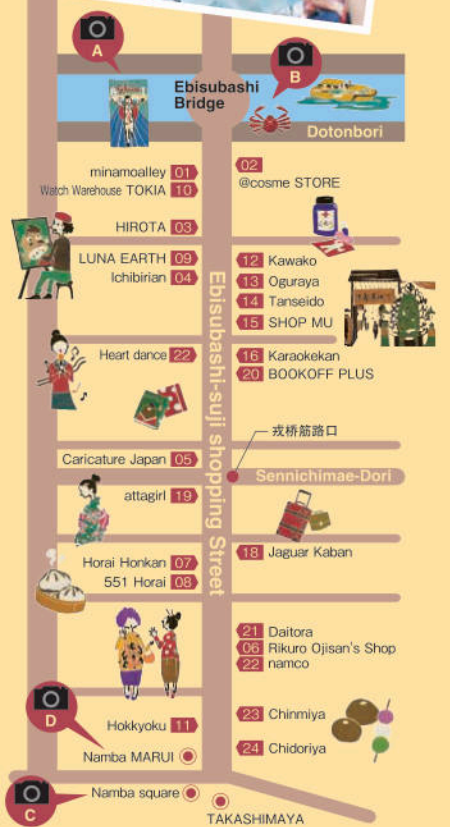 A
B
Ebisubashi
Bridge
Dotonbori
minamoalley 01
02
@cosme STORE
Watch Warehouse TOKIA 10
HIROTA 03
LUNA EARTH 09
Ichibirian 04
12 Kawako
13 Oguraya
14 Tanseido
15 SHOP MU
Ebisubashi-suji shopping Street
Heart dance 22
16 Karaokekan
20 BOOKOFF PLUS
戎桥筋路口
Caricature Japan 05
Sennichimae-Dori
attagirl 19
18 Jaguar Kaban
Horai Honkan 07
551 Horai 08
21 Daitora
06 Rikuro Ojisan's Shop
22 namco
D
Hokkyoku 11
23 Chinmiya
Namba MARUI
24 Chidoriya
C
Namba square
TAKASHIMAYA